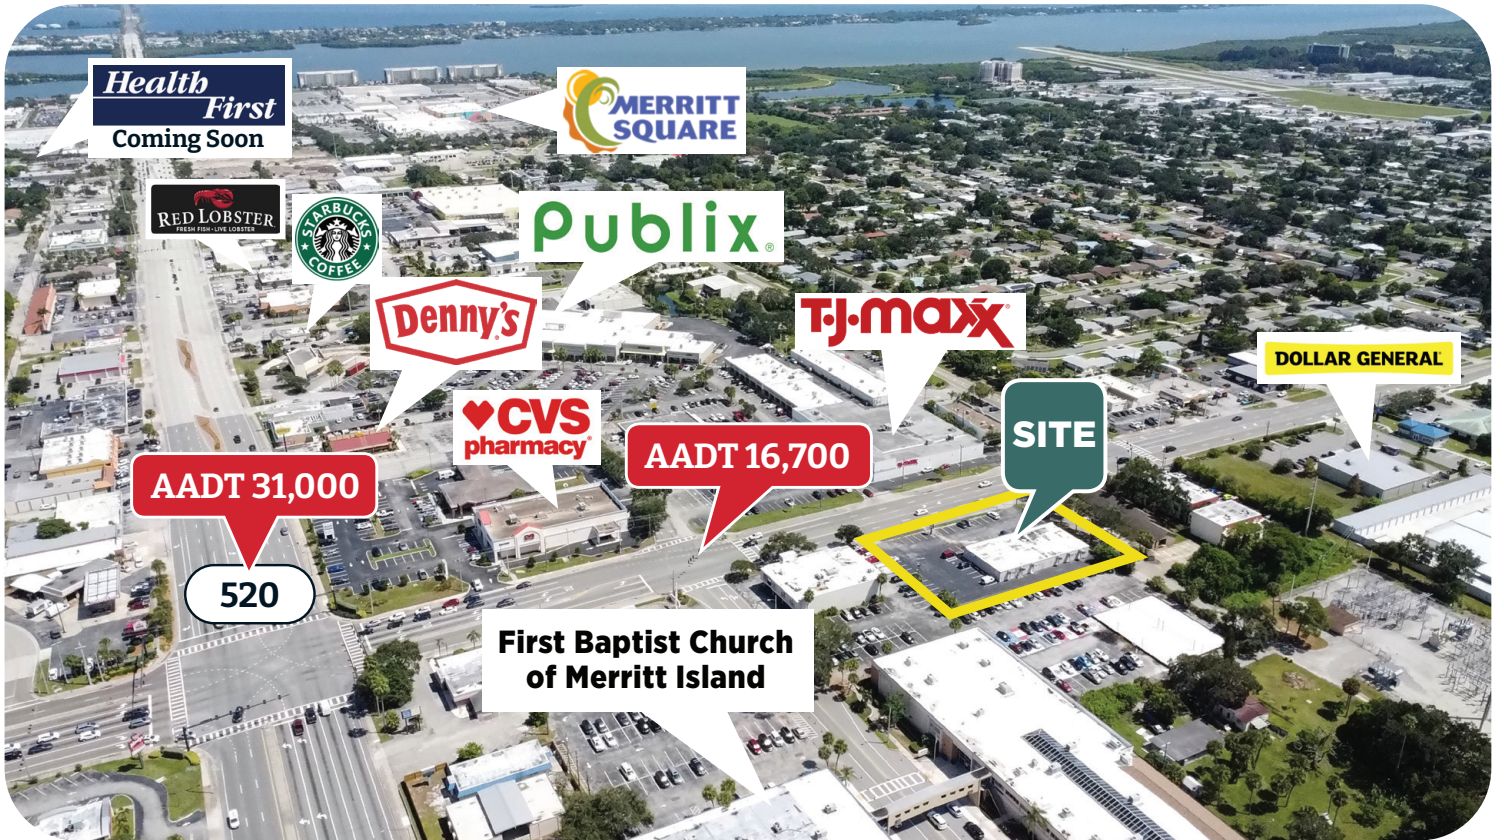 Health
First
Coming Soon
MERRITT
SQUARE
RED LOBSTER
FRESH FISH • LIVE LOBSTER
STARBUCKS
COFFEE
Publix®
Denny's
T·J·maxx®
DOLLAR GENERAL
CVS
pharmacy®
AADT 16,700
SITE
AADT 31,000
520
First Baptist Church
of Merritt Island